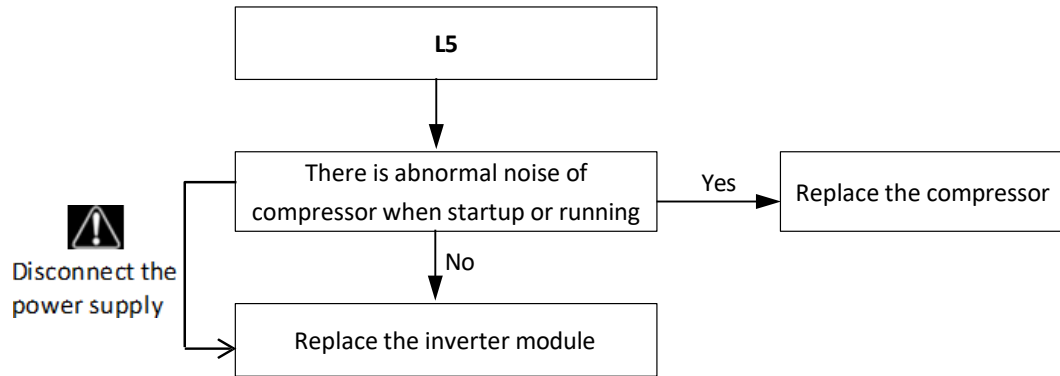 L5
There is abnormal noise of
compressor when startup or running
Yes
Replace the compressor
No
Disconnect the
power supply
Replace the inverter module